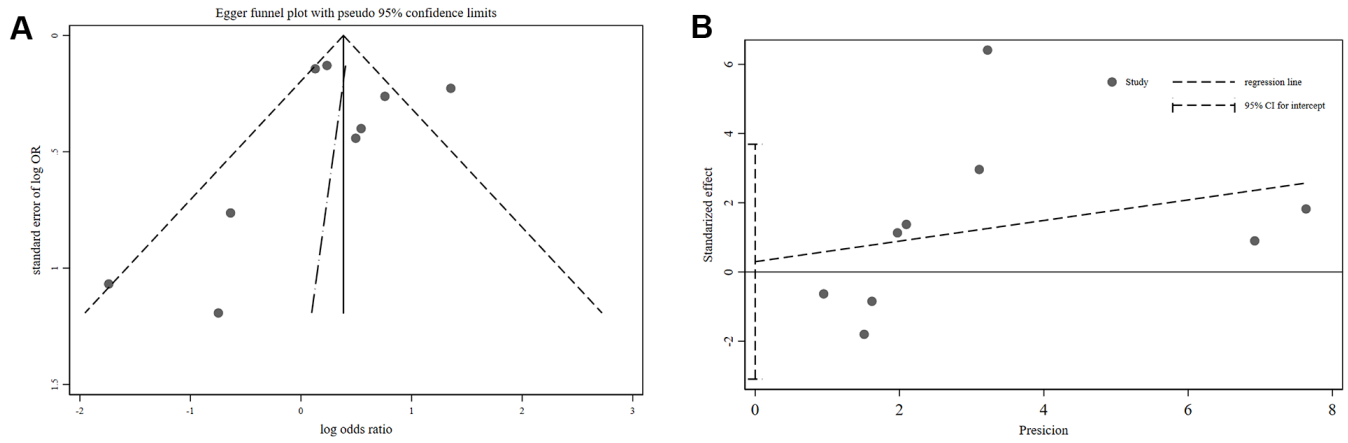 A
Egger funnel plot with pseudo 95% confidence limits
standard error of log OR
0
.5
1
1.5
-2
-1
0
1
2
3
log odds ratio
B
Standarized effect
6
4
2
0
-2
Study
regression line
95% CI for intercept
0
2
4
6
8
Presicion